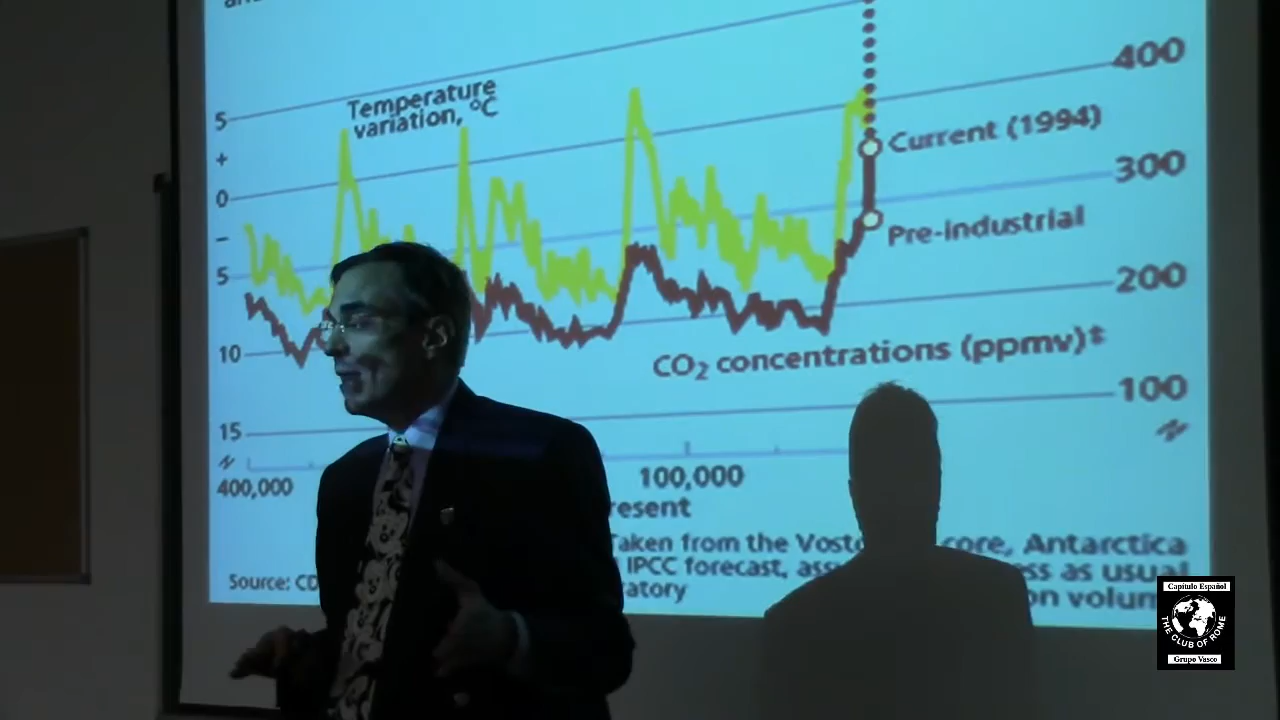 5
Temperature
variation, °C
+
0
–
5
10
15
400
Current (1994)
300
Pre-industrial
200
CO₂ concentrations (ppmv)‡
100
400,000
100,000
resent
aken from the Vost core, Antarctica
IPCC forecast, ass ss as usual
Source: CD atory on volum
Capítulo Español
THE CLUB OF ROME
Grupo Vasco